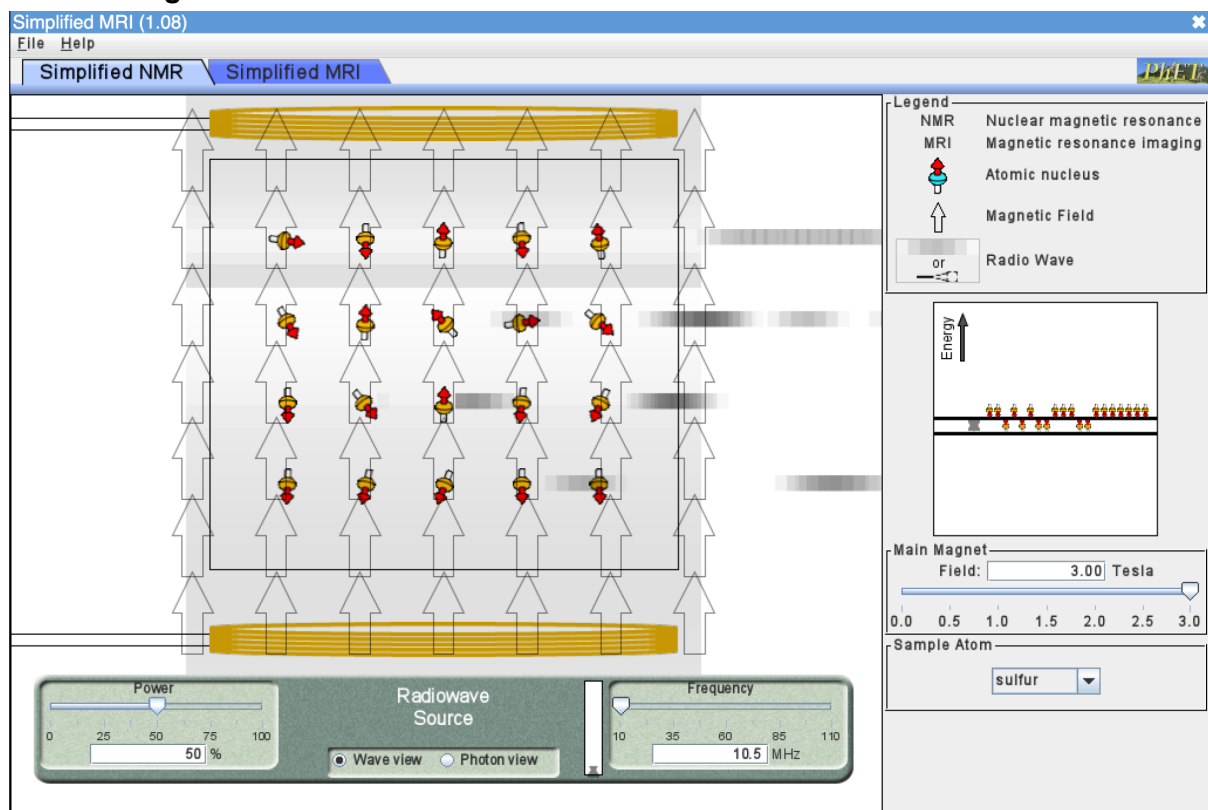 Simplified MRI (1.08)
File Help
Simplified NMR Simplified MRI
PhET
Legend
NMR Nuclear magnetic resonance
MRI Magnetic resonance imaging
Atomic nucleus
Magnetic Field
or Radio Wave
Energy
Main Magnet
Field: 3.00 Tesla
0.0 0.5 1.0 1.5 2.0 2.5 3.0
Sample Atom
sulfur
Power
0 25 50 75 100
50 %
Radiowave
Source
Wave view Photon view
Frequency
10 35 60 85 110
10.5 MHz